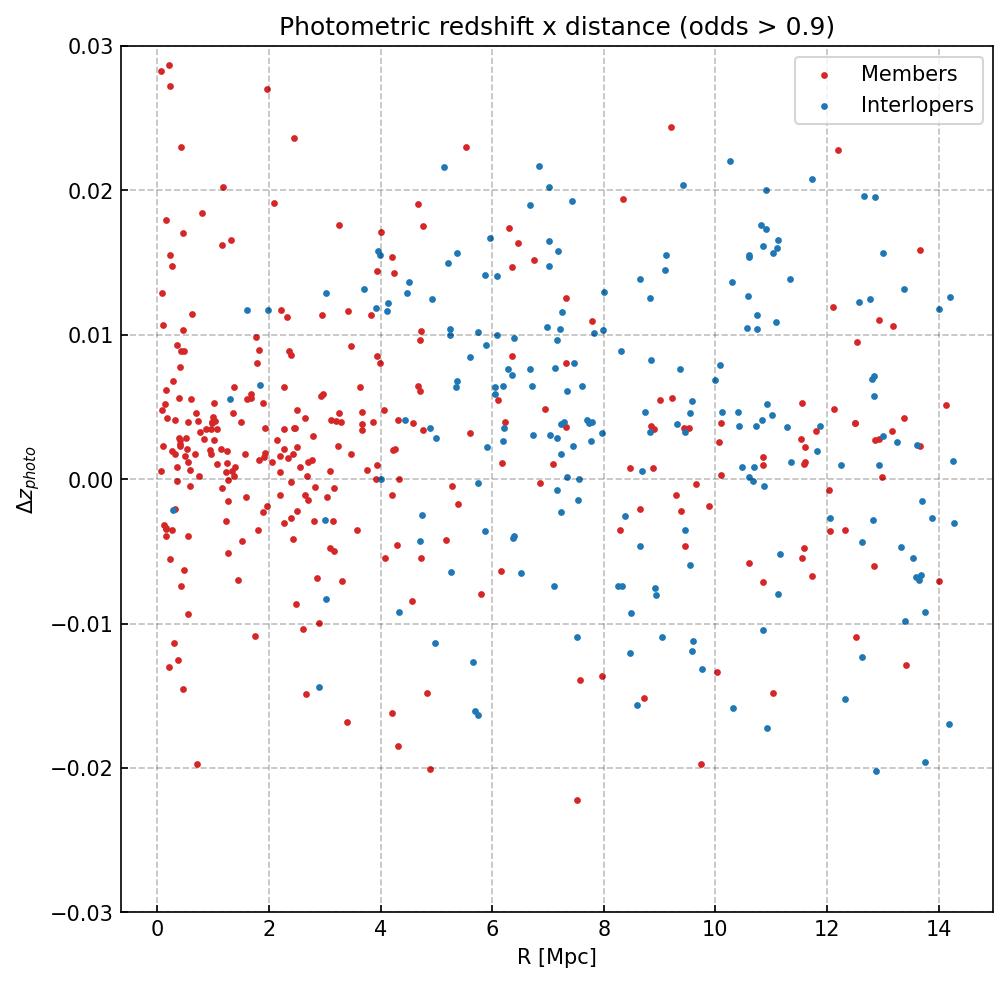 Photometric redshift x distance (odds > 0.9)
Members
Interlopers
0.03
0.02
0.01
0.00
−0.01
−0.02
−0.03
Δz_photo
0 2 4 6 8 10 12 14
R [Mpc]